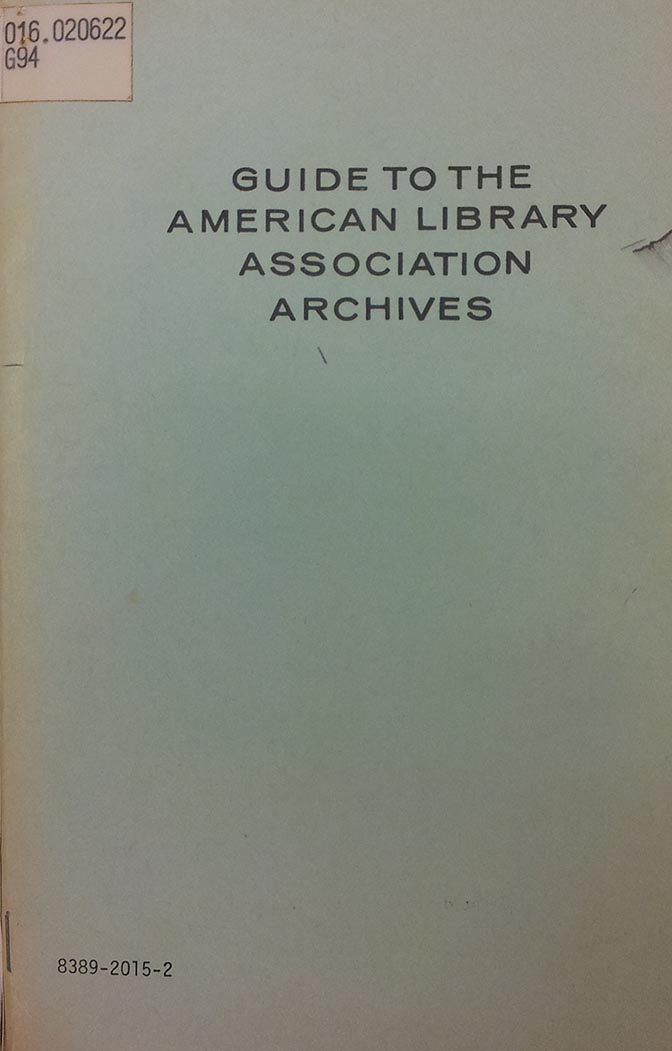 016.020622
G94
GUIDE TO THE
AMERICAN LIBRARY
ASSOCIATION
ARCHIVES
8389-2015-2